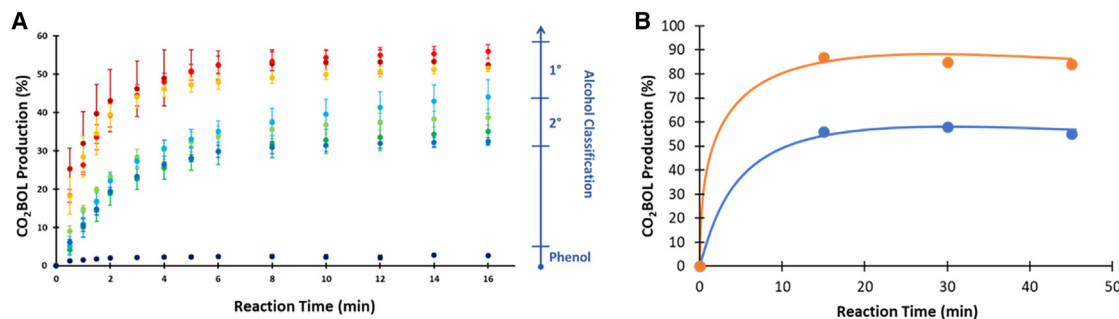 A
CO₂BOL Production (%)
60
50
40
30
20
10
0
0 2 4 6 8 10 12 14 16
Reaction Time (min)
1°
2°
Phenol
Alcohol Classification
B
CO₂BOL Production (%)
100
90
80
70
60
50
40
30
20
10
0
0 10 20 30 40 50
Reaction Time (min)